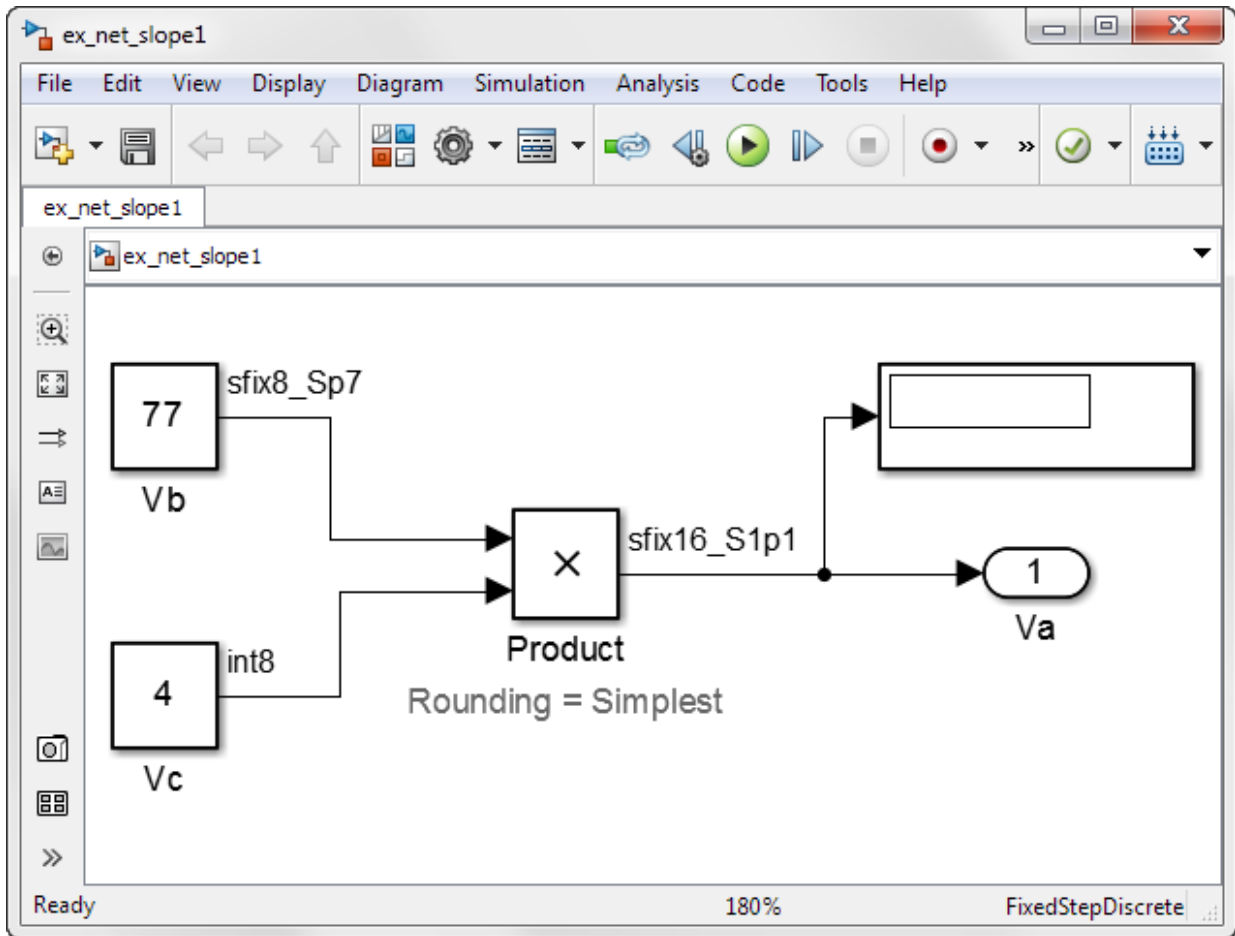 ex_net_slope1
File Edit View Display Diagram Simulation Analysis Code Tools Help
ex_net_slope1
ex_net_slope1
sfix8_Sp7
77
Vb
sfix16_S1p1
×
1
Product
Va
int8
4
Rounding = Simplest
Vc
Ready 180% FixedStepDiscrete